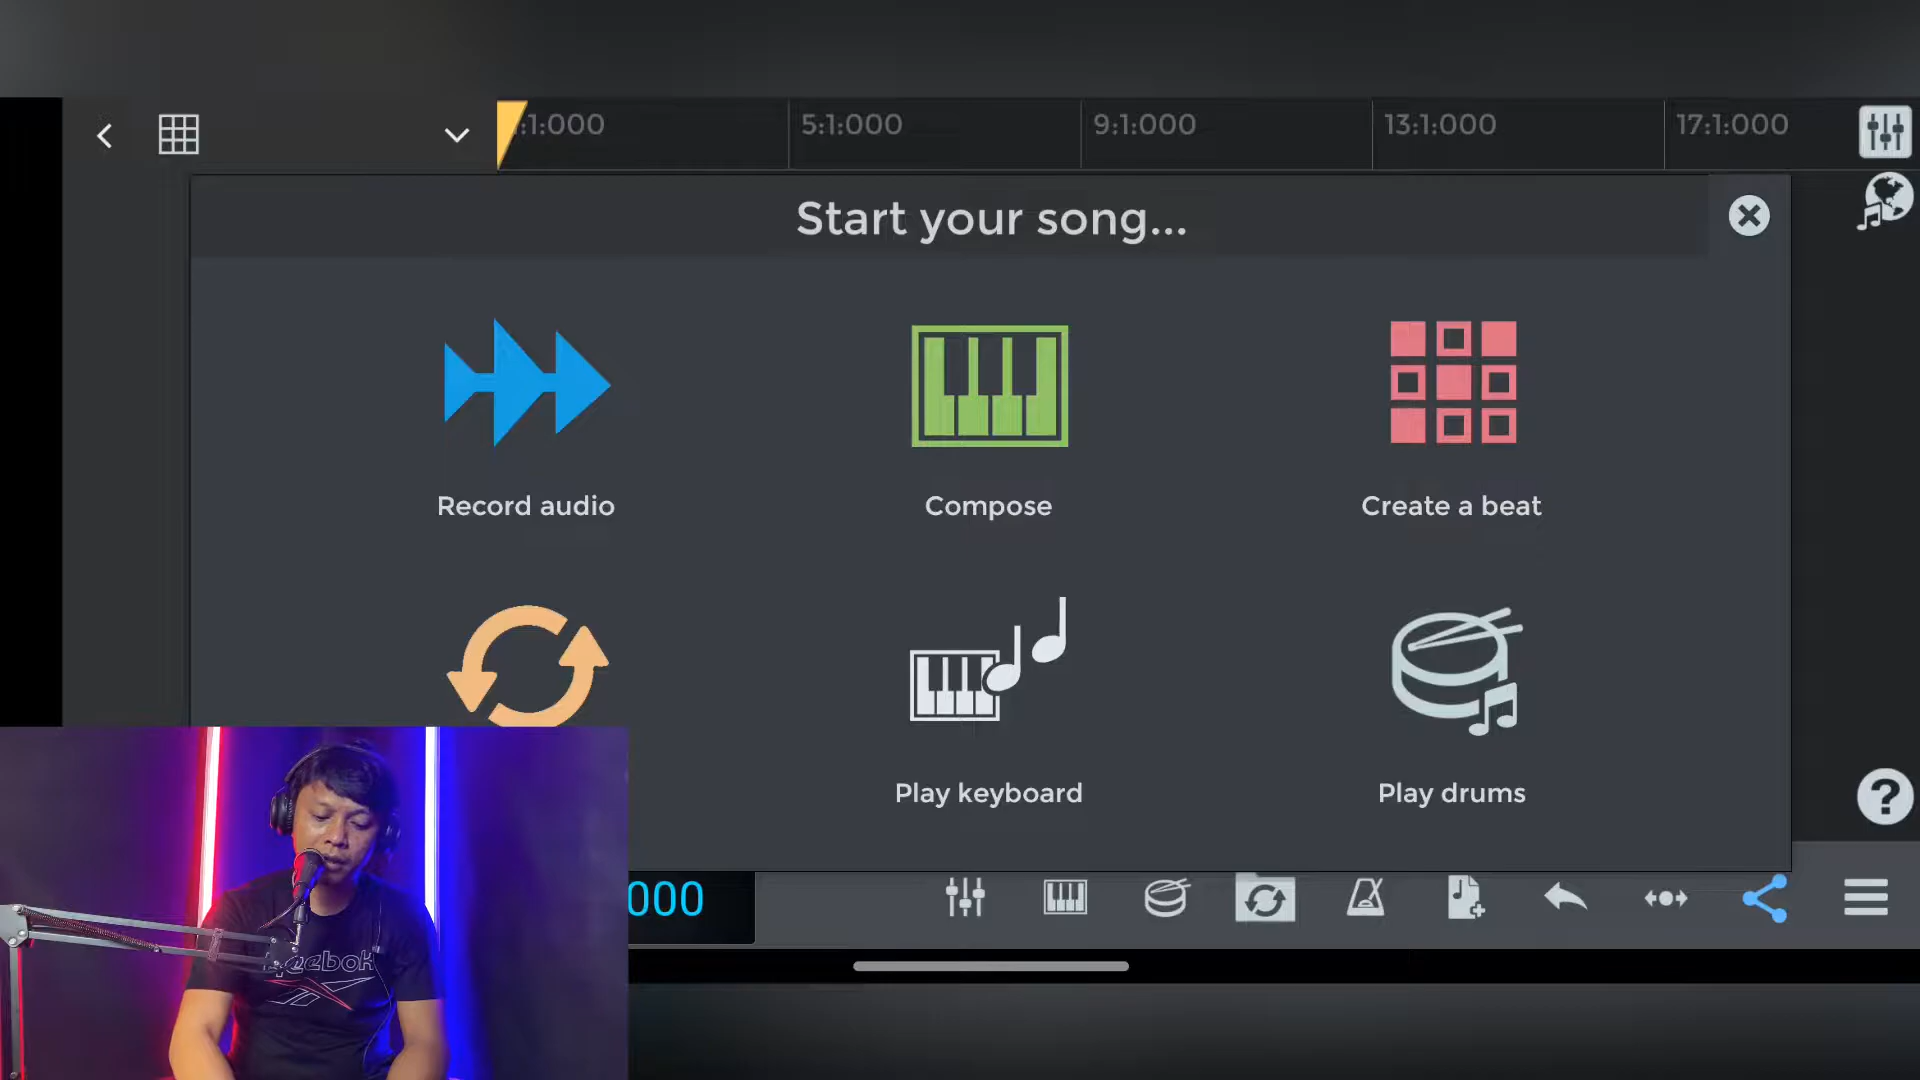 :1:000
5:1:000
9:1:000
13:1:000
17:1:000
Start your song...
Record audio
Compose
Create a beat
Play keyboard
Play drums
000
?
Reebok